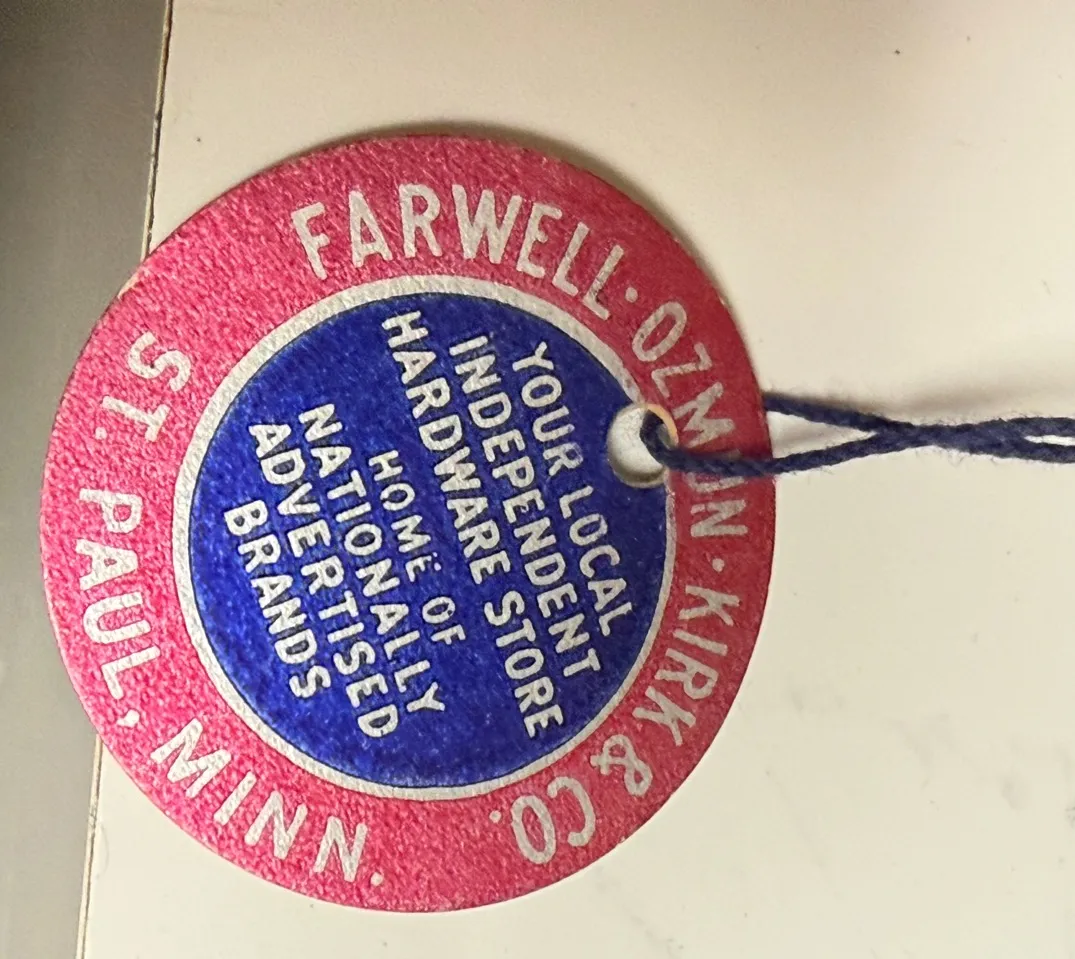 FARWELL · OZMUN · KIRK & CO.
YOUR LOCAL
INDEPENDENT
HARDWARE STORE
HOME OF
NATIONALLY
ADVERTISED
BRANDS
ST. PAUL, MINN.